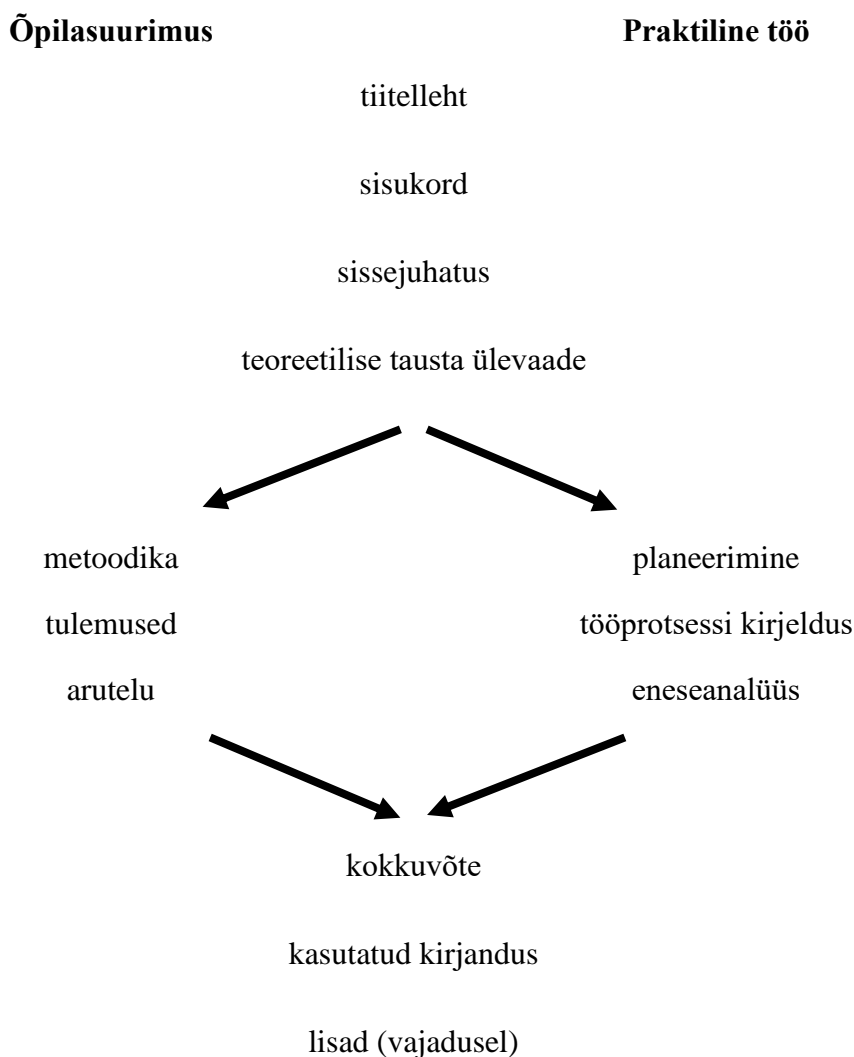 Õpilasuurimus Praktiline töö
tiitelleht
sisukord
sissejuhatus
teoreetilise tausta ülevaade
metoodika planeerimine
tulemused tööprotsessi kirjeldus
arutelu eneseanalüüs
kokkuvõte
kasutatud kirjandus
lisad (vajadusel)